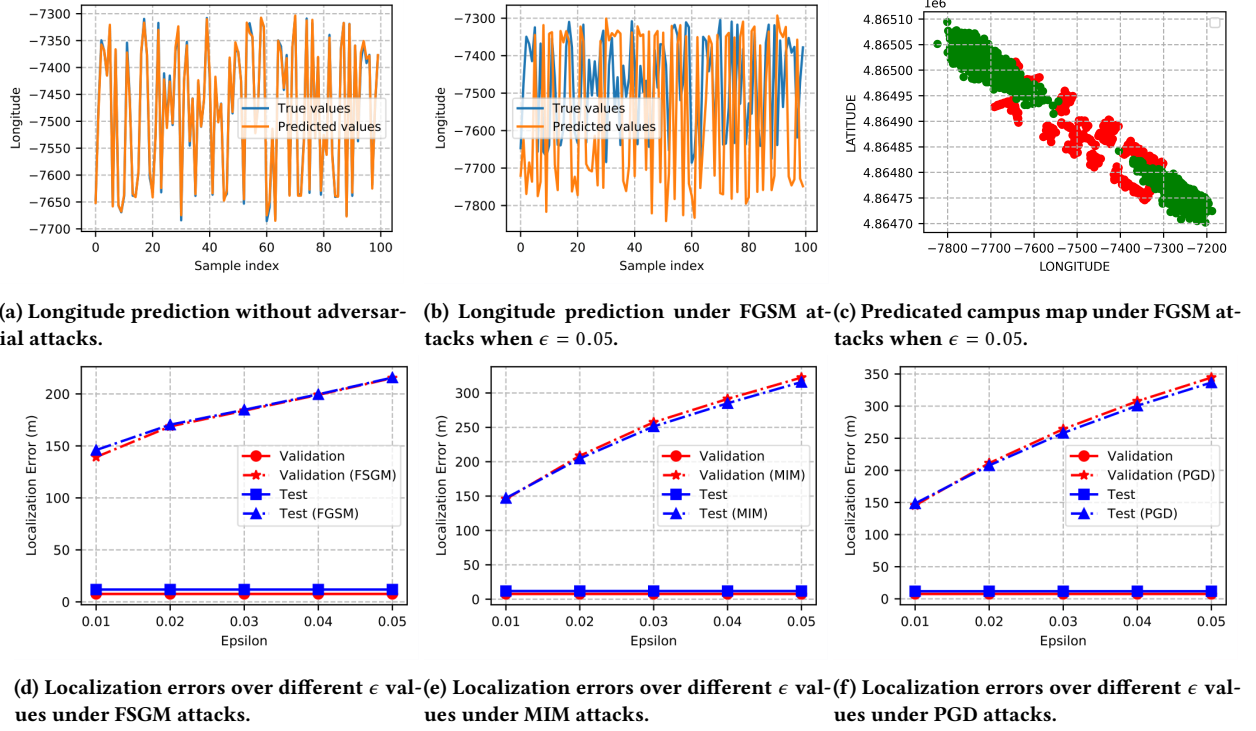 −7300
−7350
−7400
−7450
−7500
−7550
−7600
−7650
−7700
Longitude
True values
Predicted values
0 20 40 60 80 100
Sample index
−7300
−7400
−7500
−7600
−7700
−7800
Longitude
True values
Predicted values
0 20 40 60 80 100
Sample index
1e6
4.86510
4.86505
4.86500
4.86495
4.86490
4.86485
4.86480
4.86475
4.86470
LATITUDE
−7800 −7700 −7600 −7500 −7400 −7300 −7200
LONGITUDE
(a) Longitude prediction without adversar-
ial attacks.
(b) Longitude prediction under FGSM at-
tacks when ϵ = 0.05.
(c) Predicated campus map under FGSM at-
tacks when ϵ = 0.05.
200
150
100
50
0
Localization Error (m)
Validation
Validation (FSGM)
Test
Test (FGSM)
0.01 0.02 0.03 0.04 0.05
Epsilon
300
250
200
150
100
50
0
Localization Error (m)
Validation
Validation (MIM)
Test
Test (MIM)
0.01 0.02 0.03 0.04 0.05
Epsilon
350
300
250
200
150
100
50
0
Localization Error (m)
Validation
Validation (PGD)
Test
Test (PGD)
0.01 0.02 0.03 0.04 0.05
Epsilon
(d) Localization errors over different ϵ val-
ues under FSGM attacks.
(e) Localization errors over different ϵ val-
ues under MIM attacks.
(f) Localization errors over different ϵ val-
ues under PGD attacks.